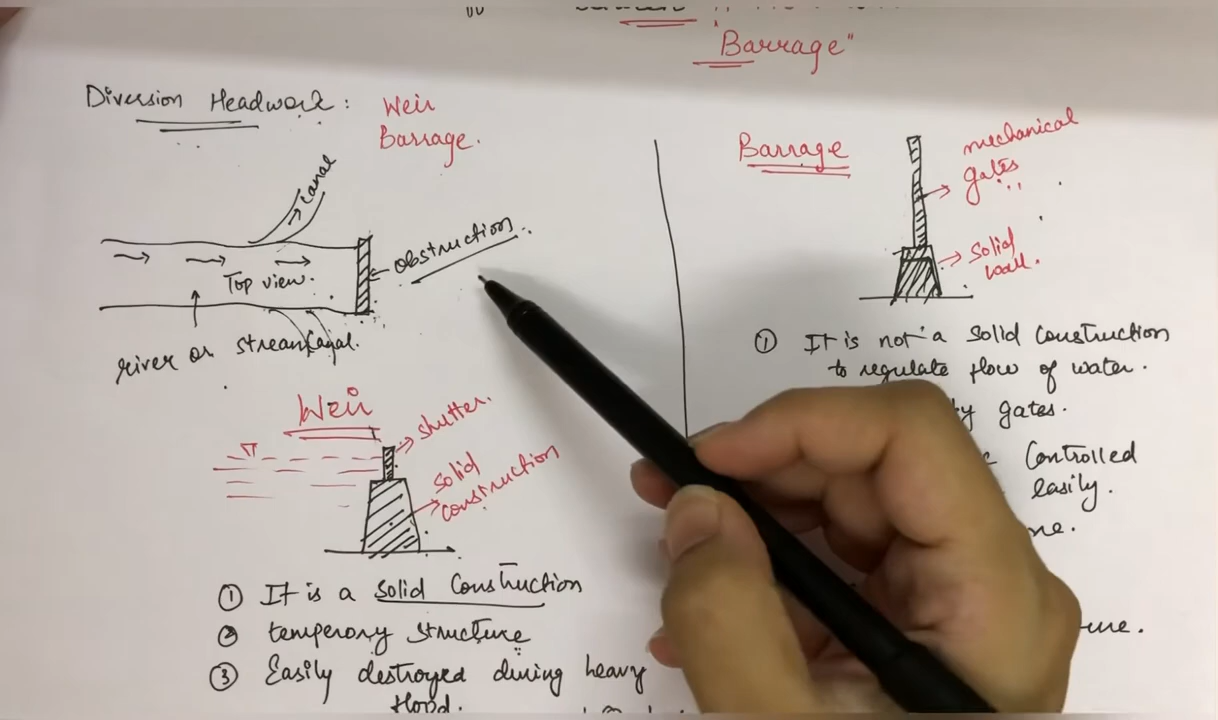 "Barrage"
Diversion Headwork:
Weir
Barrage.
Canal
obstruction
Top view.
river or stream
Canal.
Weir
shutter.
solid
construction
① It is a solid Construction
② temperory structure
③ Easily destroyed during heavy
flood.
Barrage
mechanical
gates
solid
wall.
① It is not a solid construction
to regulate flow of water.
by gates.
Controlled
easily.